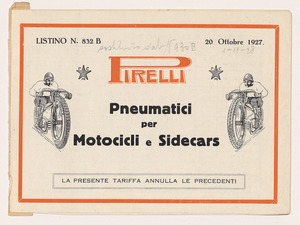 LISTINO N. 832 B
20 Ottobre 1927.
PIRELLI
Pneumatici
per
Motocicli e Sidecars
LA PRESENTE TARIFFA ANNULLA LE PRECEDENTI